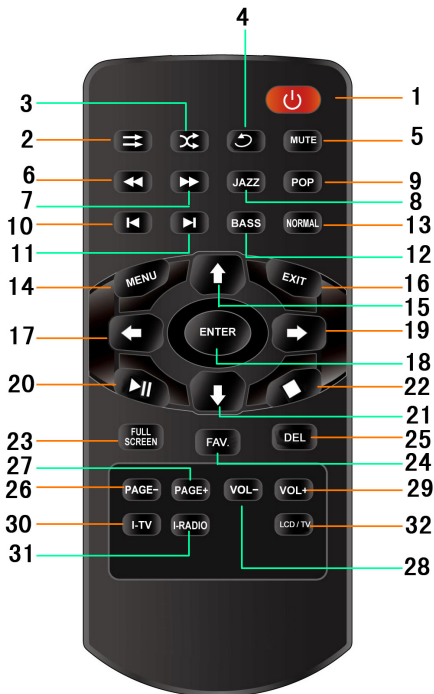 4
1
3
2
5
MUTE
6
7
JAZZ
8
POP
9
10
11
BASS
12
NORMAL
13
14
MENU
15
EXIT
16
17
ENTER
18
19
20
21
22
FULL
SCREEN
23
FAV.
24
DEL
25
27
26
PAGE-
PAGE+
VOL-
VOL+
29
30
I-TV
I-RADIO
LCD / TV
32
31
28